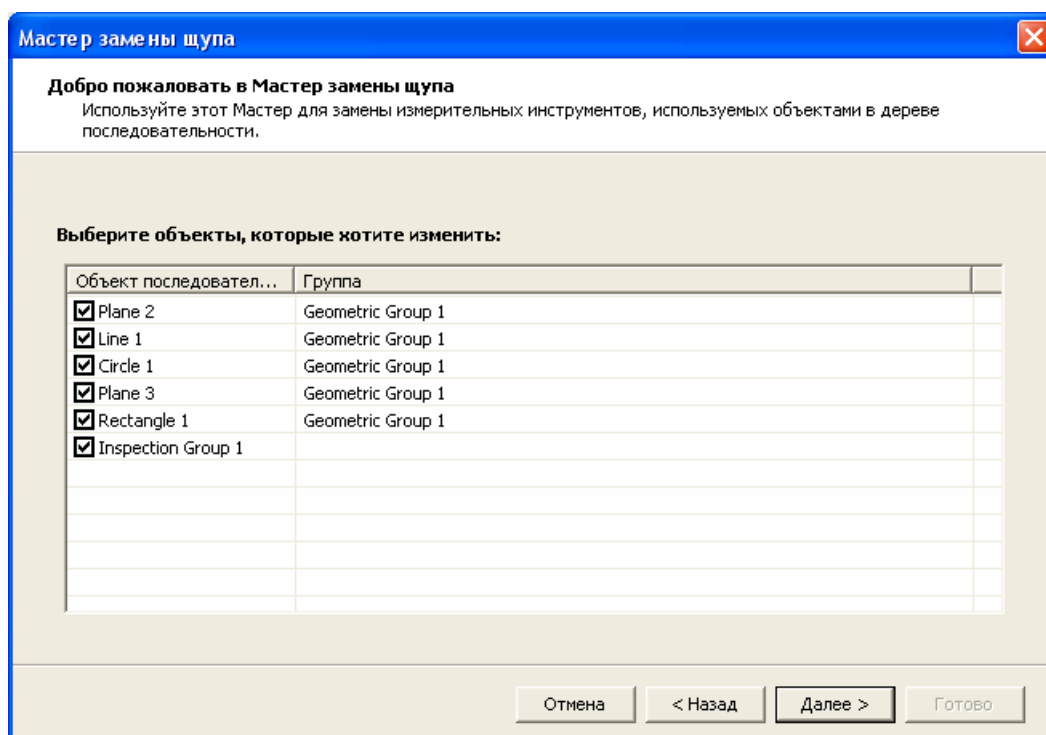 Мастер замены щупа
Добро пожаловать в Мастер замены щупа
Используйте этот Мастер для замены измерительных инструментов, используемых объектами в дереве
последовательности.
Выберите объекты, которые хотите изменить:
Объект последовател... Группа
Plane 2 Geometric Group 1
Line 1 Geometric Group 1
Circle 1 Geometric Group 1
Plane 3 Geometric Group 1
Rectangle 1 Geometric Group 1
Inspection Group 1
Отмена < Назад Далее > Готово